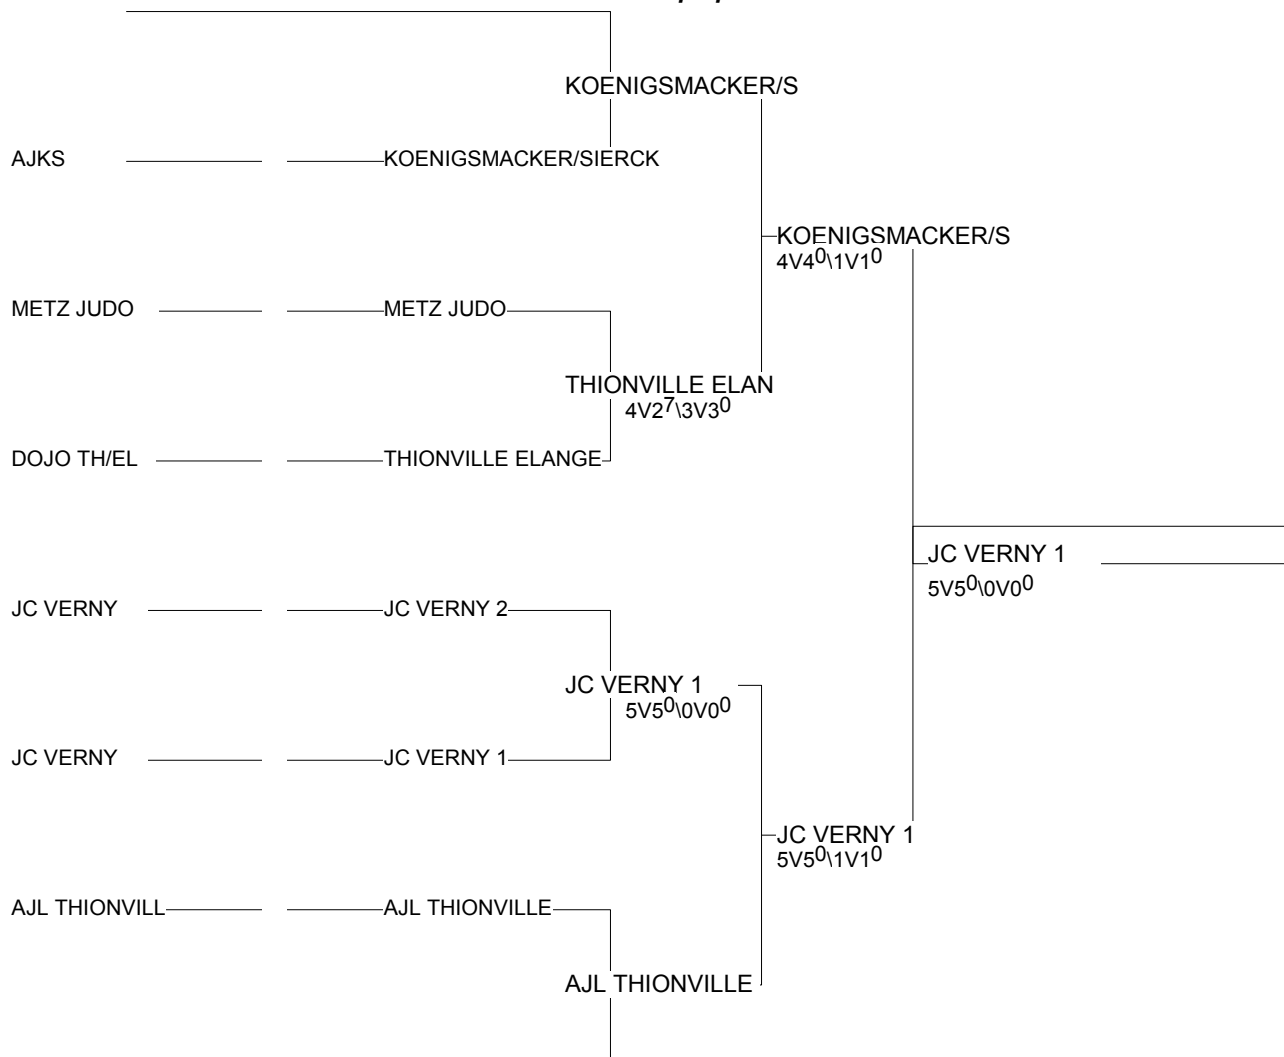 KOENIGSMACKER/S
AJKS KOENIGSMACKER/SIERCK
KOENIGSMACKER/S
4V4⁰\1V1⁰
METZ JUDO METZ JUDO
THIONVILLE ELAN
4V2⁷\3V3⁰
DOJO TH/EL THIONVILLE ELANGE
JC VERNY 1
5V5⁰\0V0⁰
JC VERNY JC VERNY 2
JC VERNY 1
5V5⁰\0V0⁰
JC VERNY JC VERNY 1
JC VERNY 1
5V5⁰\1V1⁰
AJL THIONVILL AJL THIONVILLE
AJL THIONVILLE